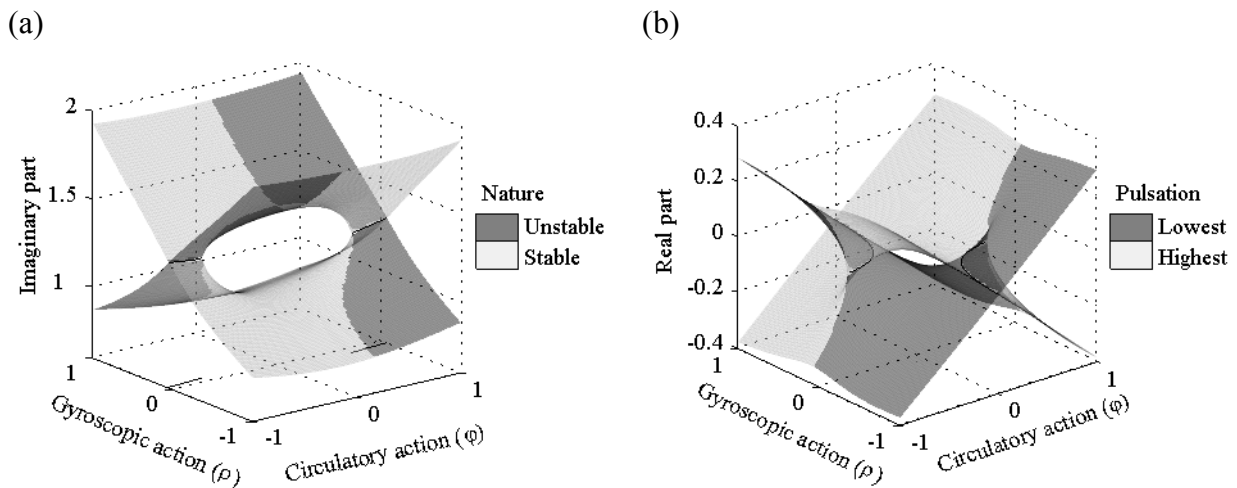 (a)
2
1.5
1
Imaginary part
1
0
-1
Gyroscopic action (ρ)
-1
0
1
Circulatory action (φ)
Nature
Unstable
Stable
(b)
0.4
0.2
0
-0.2
-0.4
Real part
1
0
-1
Gyroscopic action (ρ)
-1
0
1
Circulatory action (φ)
Pulsation
Lowest
Highest